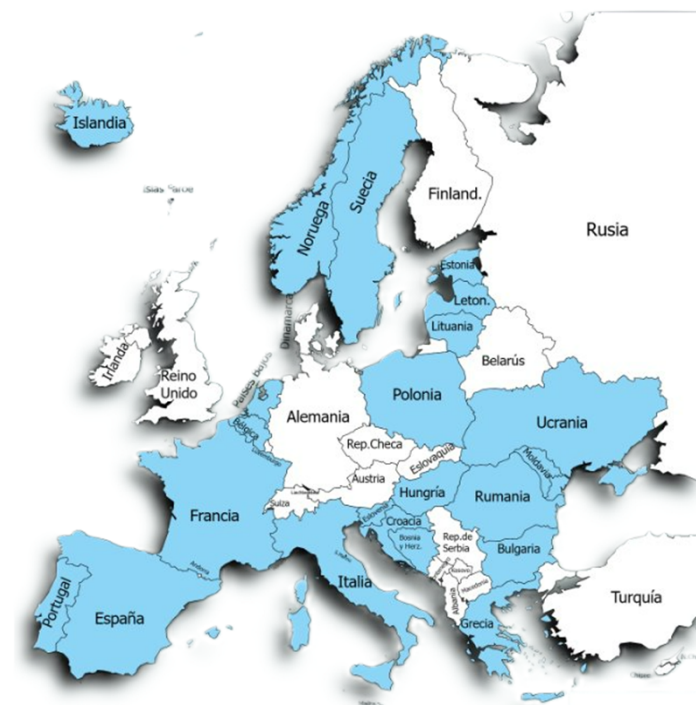 Islandia
Noruega
Suecia
Finland.
Rusia
Estonia
Leton.
Lituania
Belarús
Dinamarca
Irlanda
Reino
Unido
Bélgica
Alemania
Polonia
Ucrania
Rep.Checa
Eslovaquia
Moldavia
Austria
Suiza
Hungría
Rumania
Francia
Eslovenia
Croacia
Bosnia
y Herz.
Rep.de
Serbia
Bulgaria
Andorra
Italia
Kosovo
Macedonia
Albania
Grecia
Turquía
Portugal
España